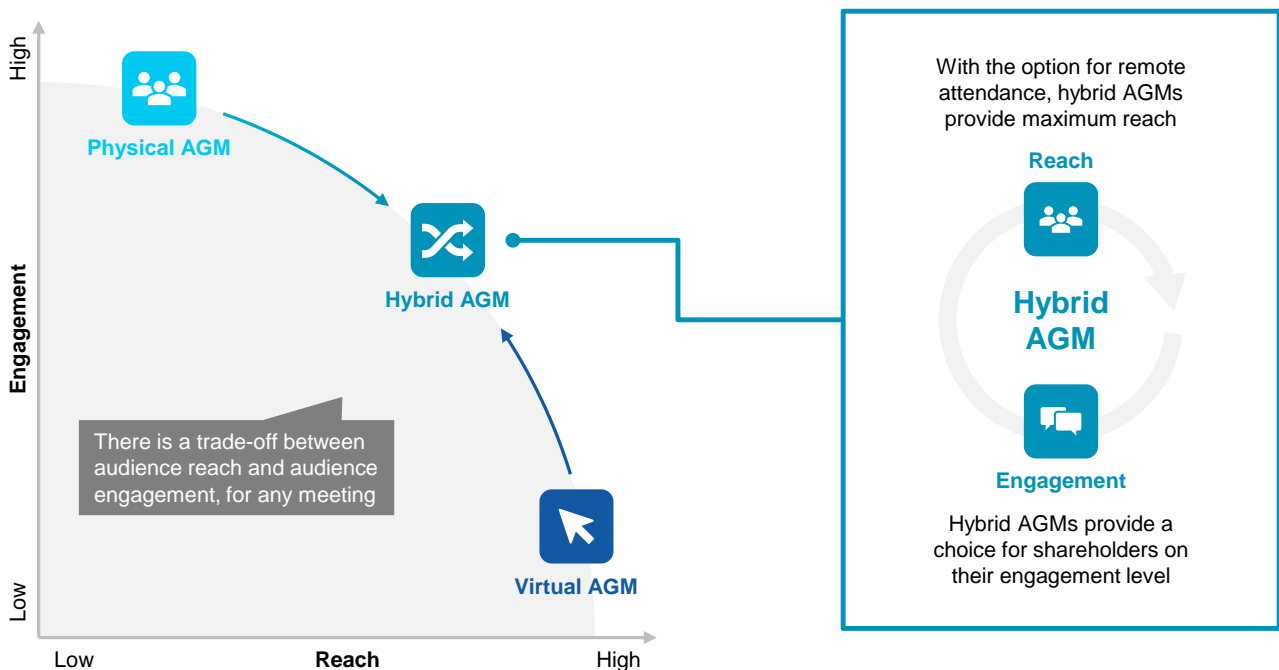 High
Engagement
Low
Physical AGM
Hybrid AGM
There is a trade-off between
audience reach and audience
engagement, for any meeting
Virtual AGM
Low
Reach
High
With the option for remote
attendance, hybrid AGMs
provide maximum reach
Reach
Hybrid
AGM
Engagement
Hybrid AGMs provide a
choice for shareholders on
their engagement level